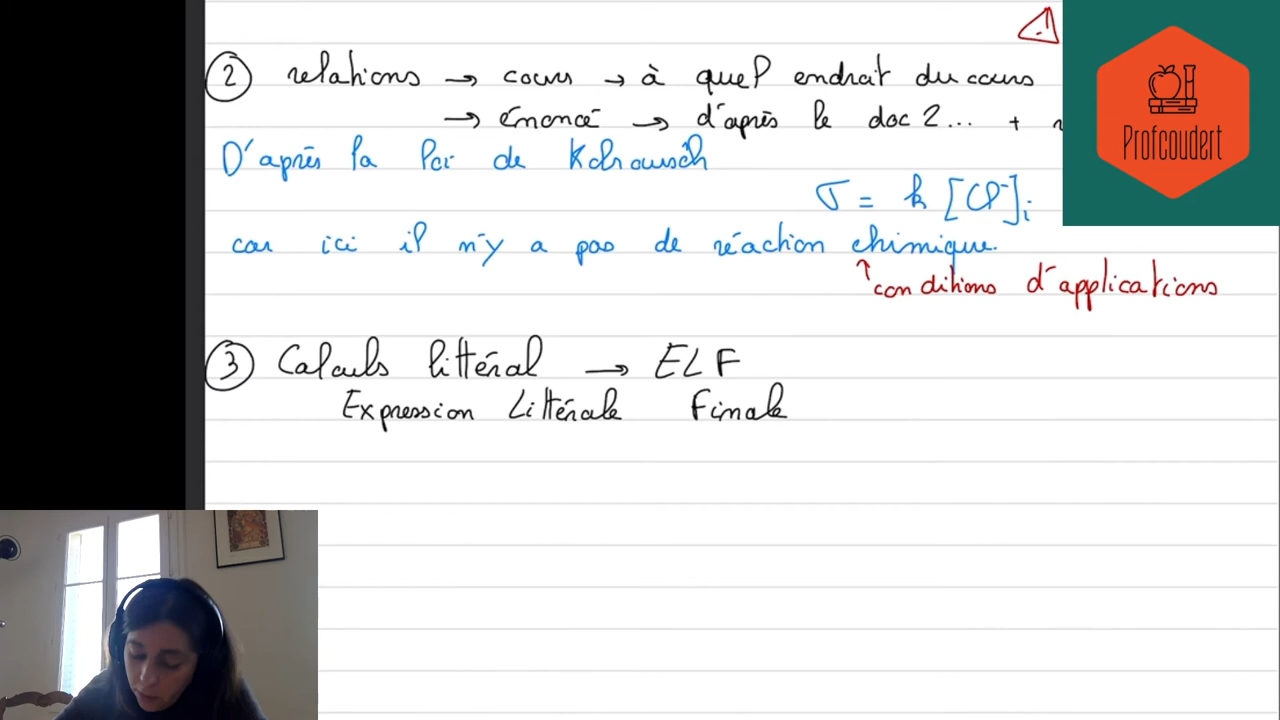 ② relations → cours → à quel endroit du cours
→ énoncé → d'après le doc 2... +
D'après la loi de Kolrausch
σ = k [Cl⁻]i
car ici il n'y a pas de réaction chimique.
↑ conditions d'applications
③ Calculs littéral → ELF
Expression Littérale Finale
Profcoudert